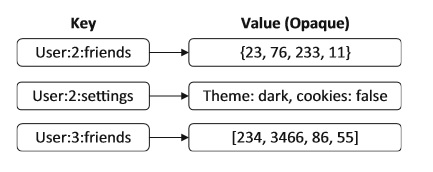 Key Value (Opaque)
User:2:friends {23, 76, 233, 11}
User:2:settings Theme: dark, cookies: false
User:3:friends [234, 3466, 86, 55]